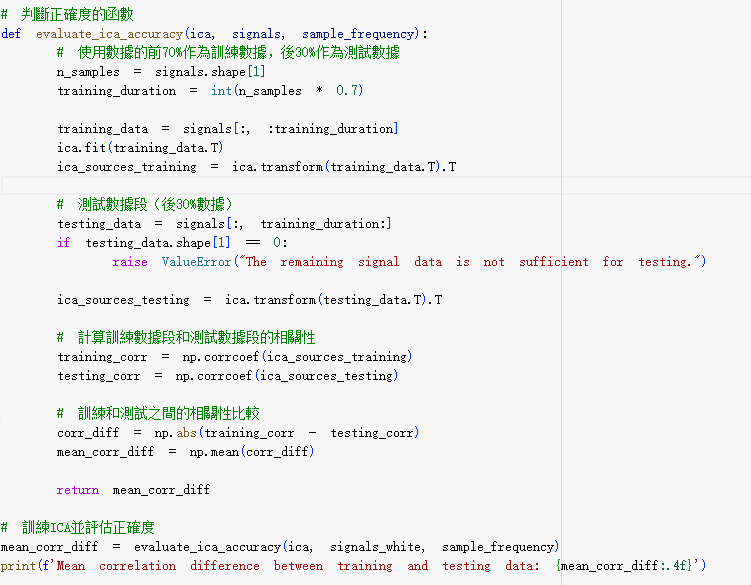 # 判斷正確度的函數
def evaluate_ica_accuracy(ica, signals, sample_frequency):
# 使用數據的前70%作為訓練數據，後30%作為測試數據
n_samples = signals.shape[1]
training_duration = int(n_samples * 0.7)
training_data = signals[:, :training_duration]
ica.fit(training_data.T)
ica_sources_training = ica.transform(training_data.T).T
# 測試數據段（後30%數據）
testing_data = signals[:, training_duration:]
if testing_data.shape[1] == 0:
raise ValueError("The remaining signal data is not sufficient for testing.")
ica_sources_testing = ica.transform(testing_data.T).T
# 計算訓練數據段和測試數據段的相關性
training_corr = np.corrcoef(ica_sources_training)
testing_corr = np.corrcoef(ica_sources_testing)
# 訓練和測試之間的相關性比較
corr_diff = np.abs(training_corr - testing_corr)
mean_corr_diff = np.mean(corr_diff)
return mean_corr_diff
# 訓練ICA並評估正確度
mean_corr_diff = evaluate_ica_accuracy(ica, signals_white, sample_frequency)
print(f'Mean correlation difference between training and testing data: {mean_corr_diff:.4f}')